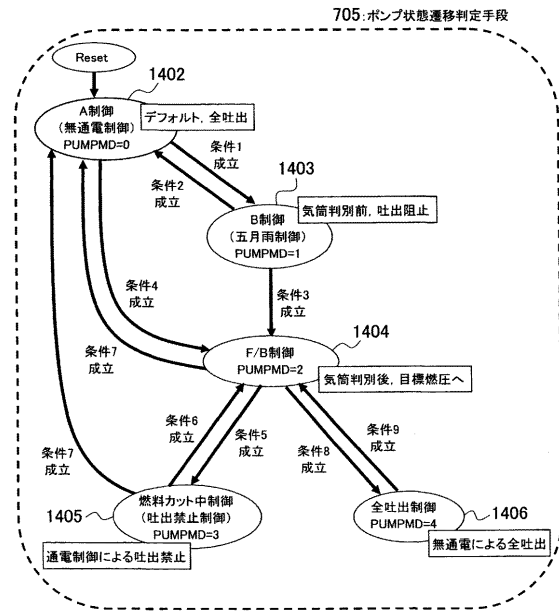 705:ポンプ状態遷移判定手段
Reset
1402
A制御
(無通電制御)
PUMPMD=0
デフォルト,全吐出
条件1
成立
条件2
成立
1403
B制御
(五月雨制御)
PUMPMD=1
気筒判別前,吐出阻止
条件3
成立
条件4
成立
条件7
成立
1404
F/B制御
PUMPMD=2
気筒判別後,目標燃圧へ
条件6
成立
条件5
成立
条件9
成立
条件8
成立
条件7
成立
1405
燃料カット中制御
(吐出禁止制御)
PUMPMD=3
通電制御による吐出禁止
全吐出制御
PUMPMD=4
1406
無通電による全吐出